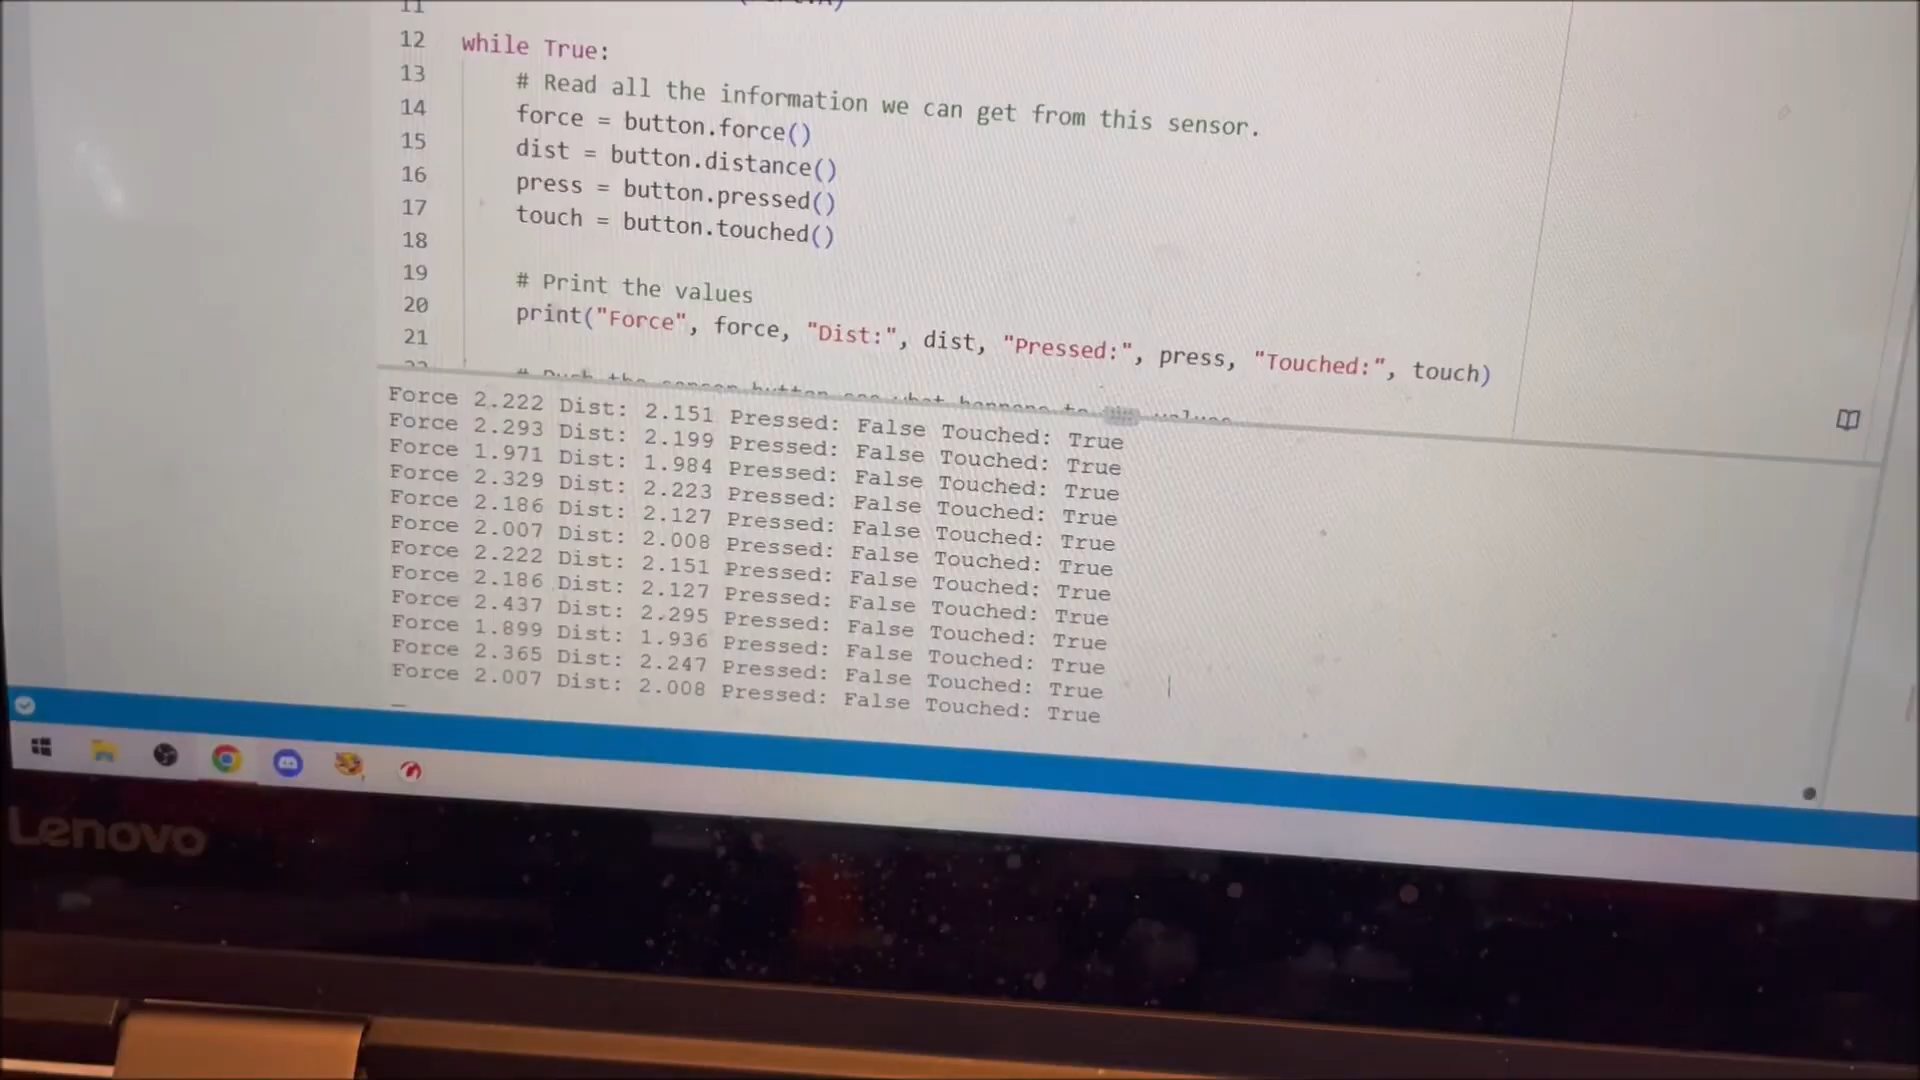 11
12 while True:
13 # Read all the information we can get from this sensor.
14 force = button.force()
15 dist = button.distance()
16 press = button.pressed()
17 touch = button.touched()
18
19 # Print the values
20 print("Force", force, "Dist:", dist, "Pressed:", press, "Touched:", touch)
21
Force 2.222 Dist: 2.151 Pressed: False Touched: True
Force 2.293 Dist: 2.199 Pressed: False Touched: True
Force 1.971 Dist: 1.984 Pressed: False Touched: True
Force 2.329 Dist: 2.223 Pressed: False Touched: True
Force 2.186 Dist: 2.127 Pressed: False Touched: True
Force 2.007 Dist: 2.008 Pressed: False Touched: True
Force 2.222 Dist: 2.151 Pressed: False Touched: True
Force 2.186 Dist: 2.127 Pressed: False Touched: True
Force 2.437 Dist: 2.295 Pressed: False Touched: True
Force 1.899 Dist: 1.936 Pressed: False Touched: True
Force 2.365 Dist: 2.247 Pressed: False Touched: True
Force 2.007 Dist: 2.008 Pressed: False Touched: True
Lenovo